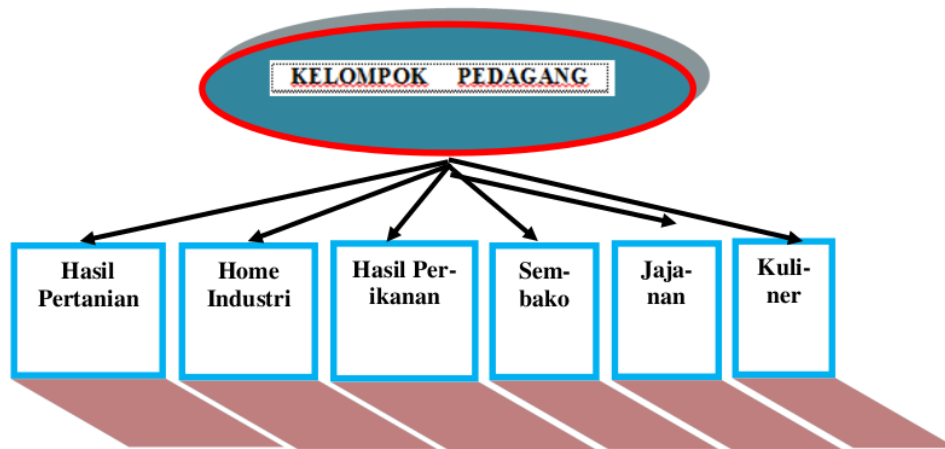 KELOMPOK PEDAGANG
Hasil
Pertanian
Home
Industri
Hasil Per-
ikanan
Sem-
bako
Jaja-
nan
Kuli-
ner